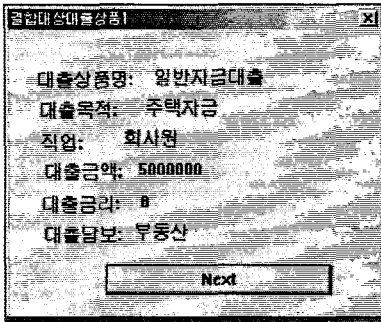 결합대상대출상품1
대출상품명: 일반자금대출
대출목적: 주택자금
직업: 회사원
대출금액: 5000000
대출금리: 8
대출담보: 부동산
Next